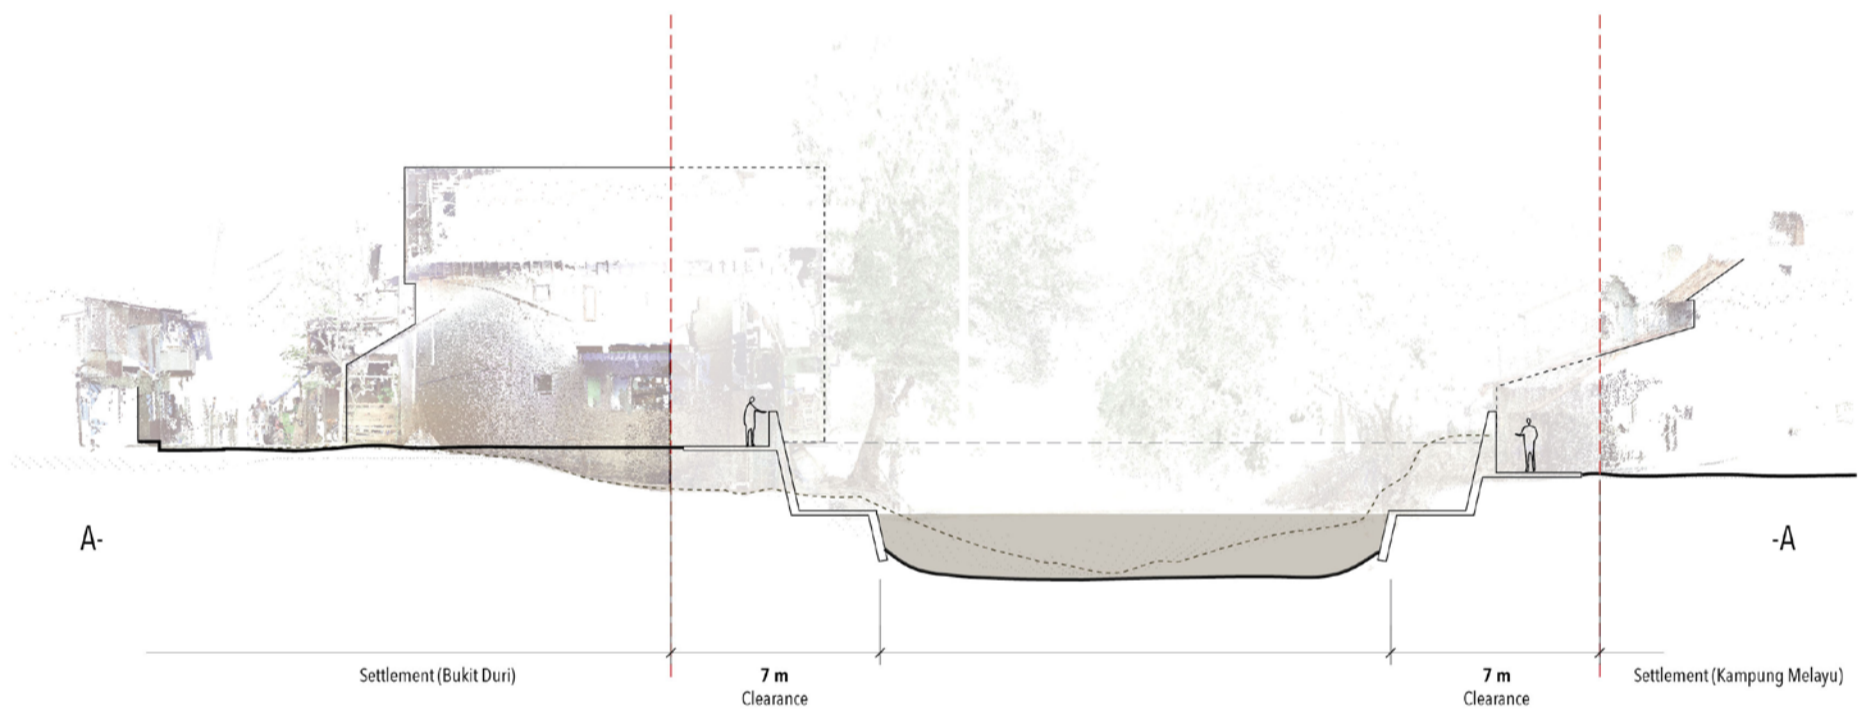 A-
-A
Settlement (Bukit Duri)
7 m
Clearance
7 m
Clearance
Settlement (Kampung Melayu)